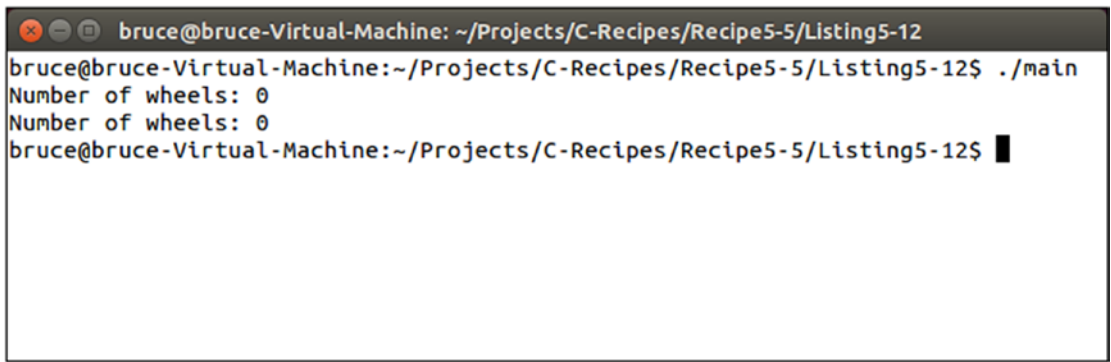 bruce@bruce-Virtual-Machine: ~/Projects/C-Recipes/Recipe5-5/Listing5-12
bruce@bruce-Virtual-Machine:~/Projects/C-Recipes/Recipe5-5/Listing5-12$ ./main
Number of wheels: 0
Number of wheels: 0
bruce@bruce-Virtual-Machine:~/Projects/C-Recipes/Recipe5-5/Listing5-12$